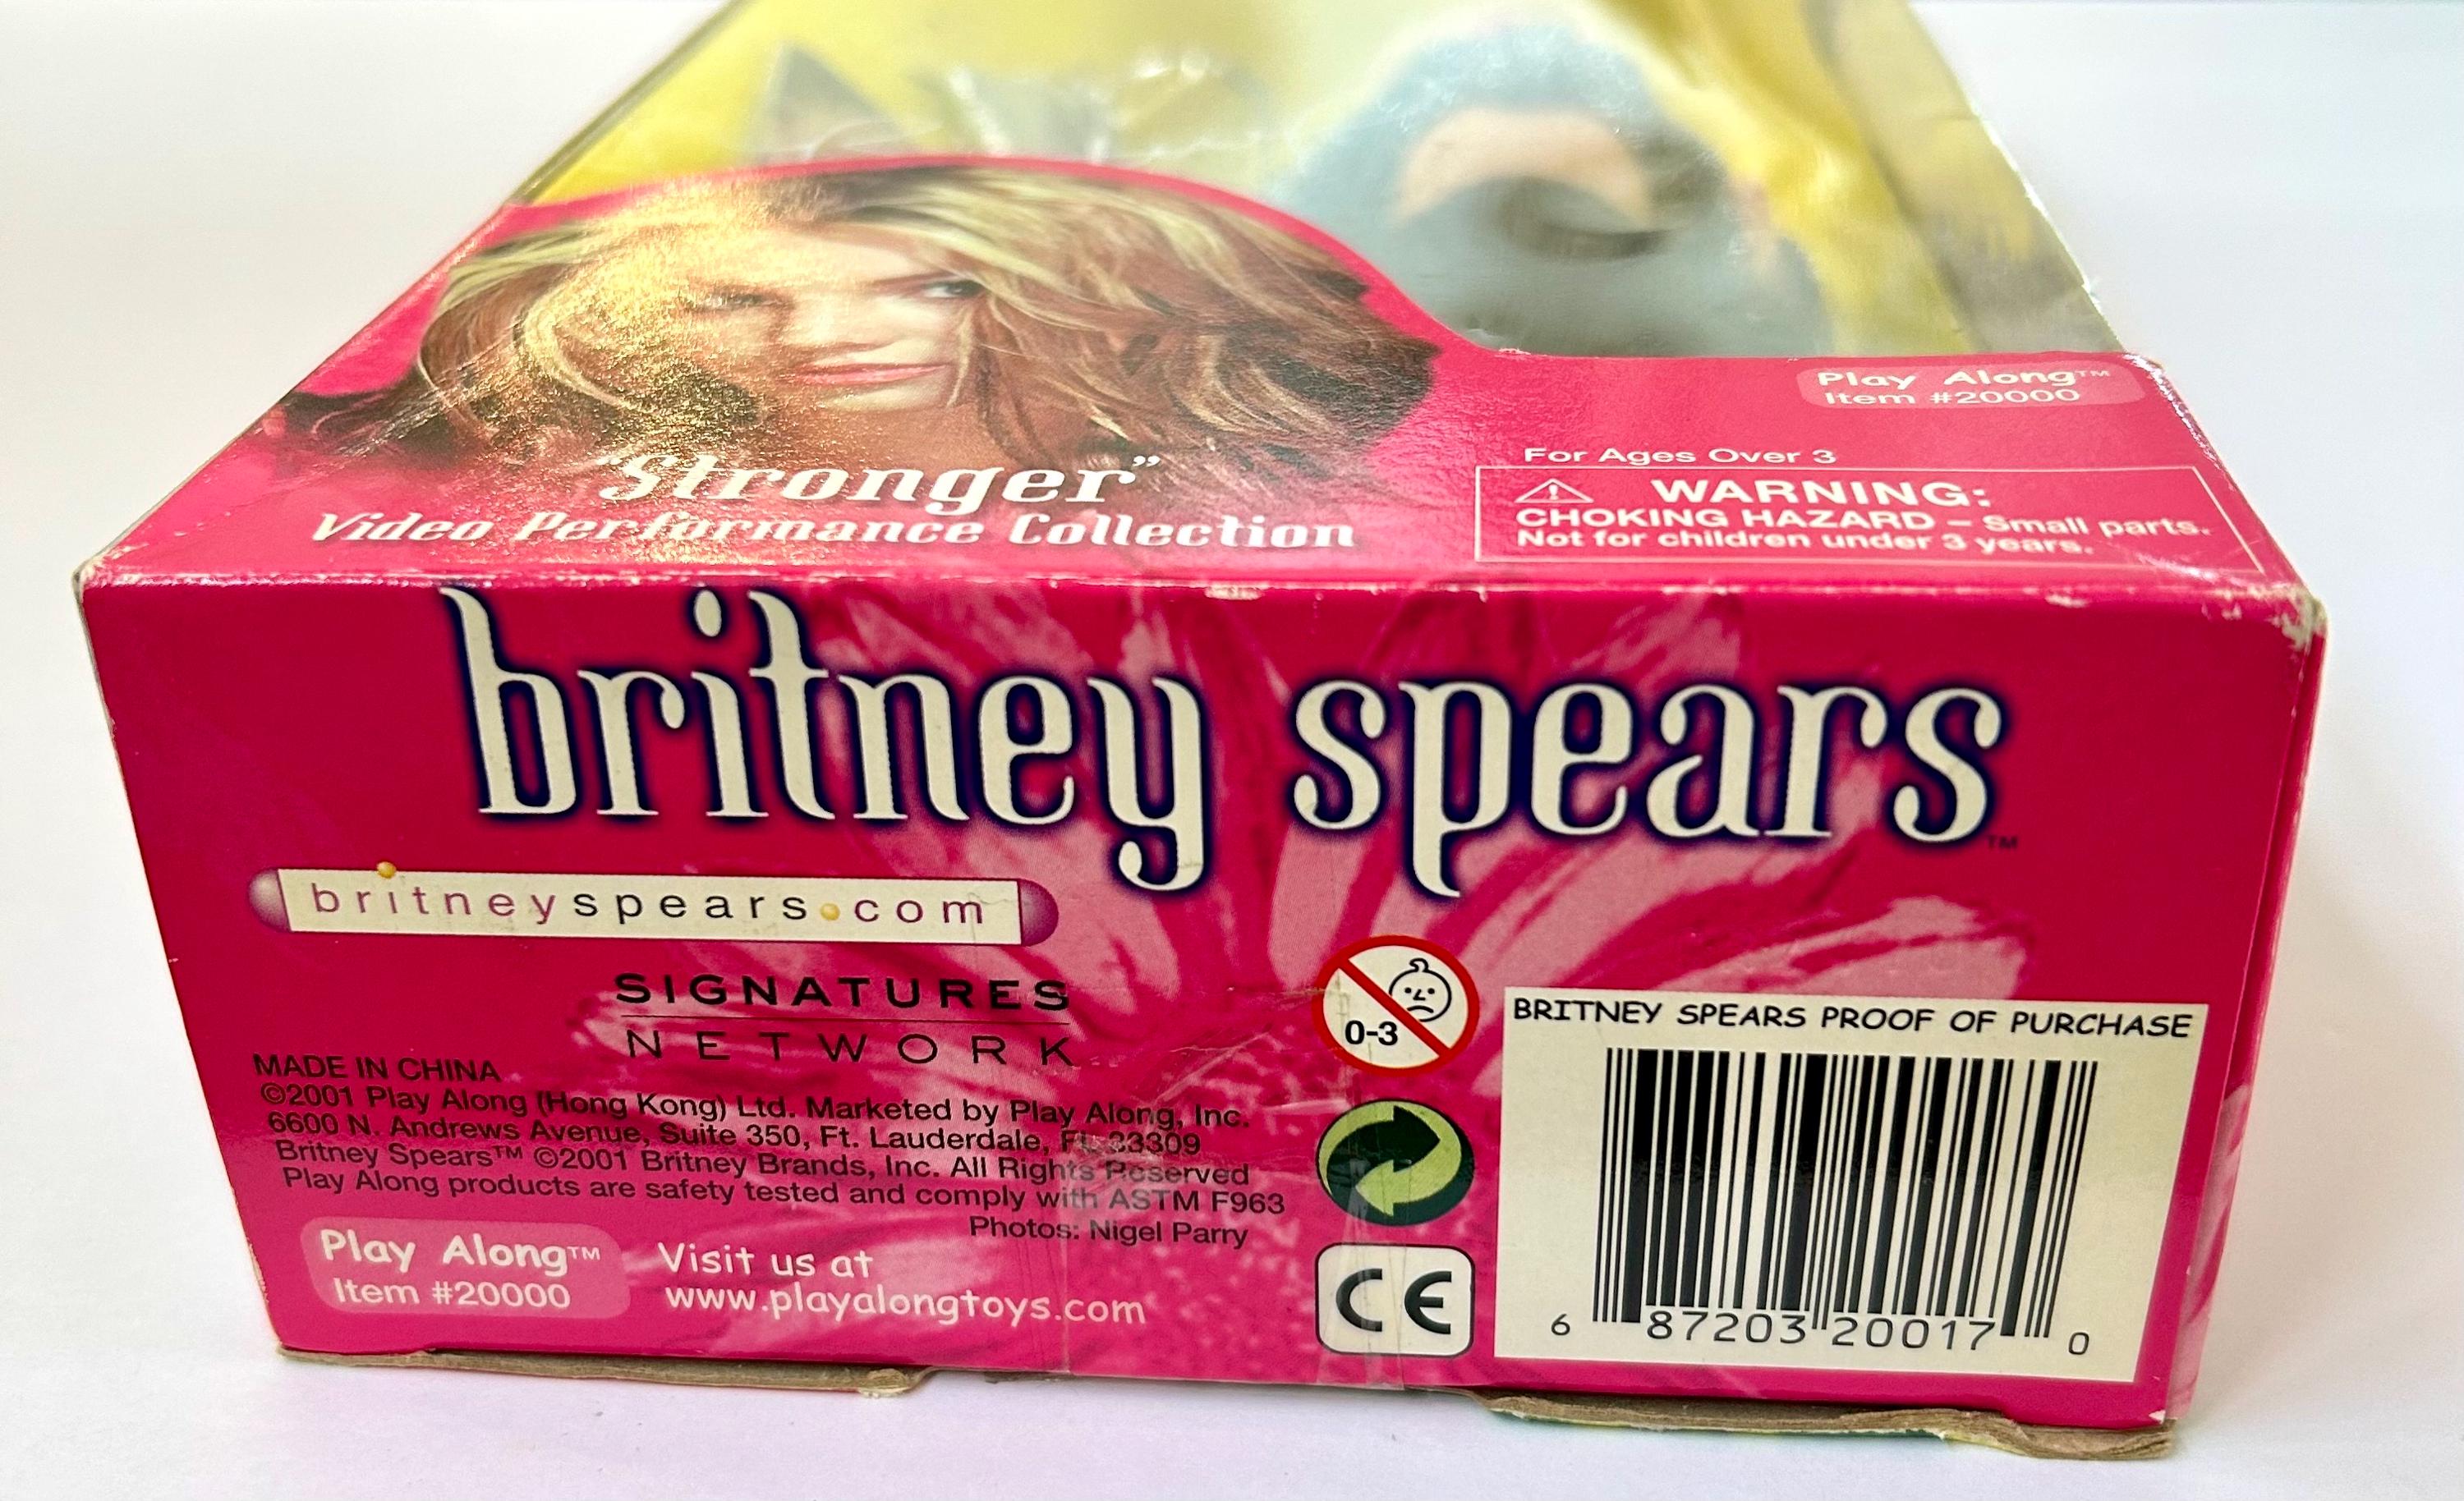 Play Along™
Item #20000
For Ages Over 3
WARNING:
CHOKING HAZARD – Small parts.
Not for children under 3 years.
"Stronger"
Video Performance Collection
britney spears™
britneyspears.com
SIGNATURES
NETWORK
MADE IN CHINA
©2001 Play Along (Hong Kong) Ltd. Marketed by Play Along, Inc.
6600 N. Andrews Avenue, Suite 350, Ft. Lauderdale, FL 33309
Britney Spears™ ©2001 Britney Brands, Inc. All Rights Reserved
Play Along products are safety tested and comply with ASTM F963
Photos: Nigel Parry
Play Along™
Item #20000
Visit us at
www.playalongtoys.com
0-3
CE
BRITNEY SPEARS PROOF OF PURCHASE
6 87203 20017 0